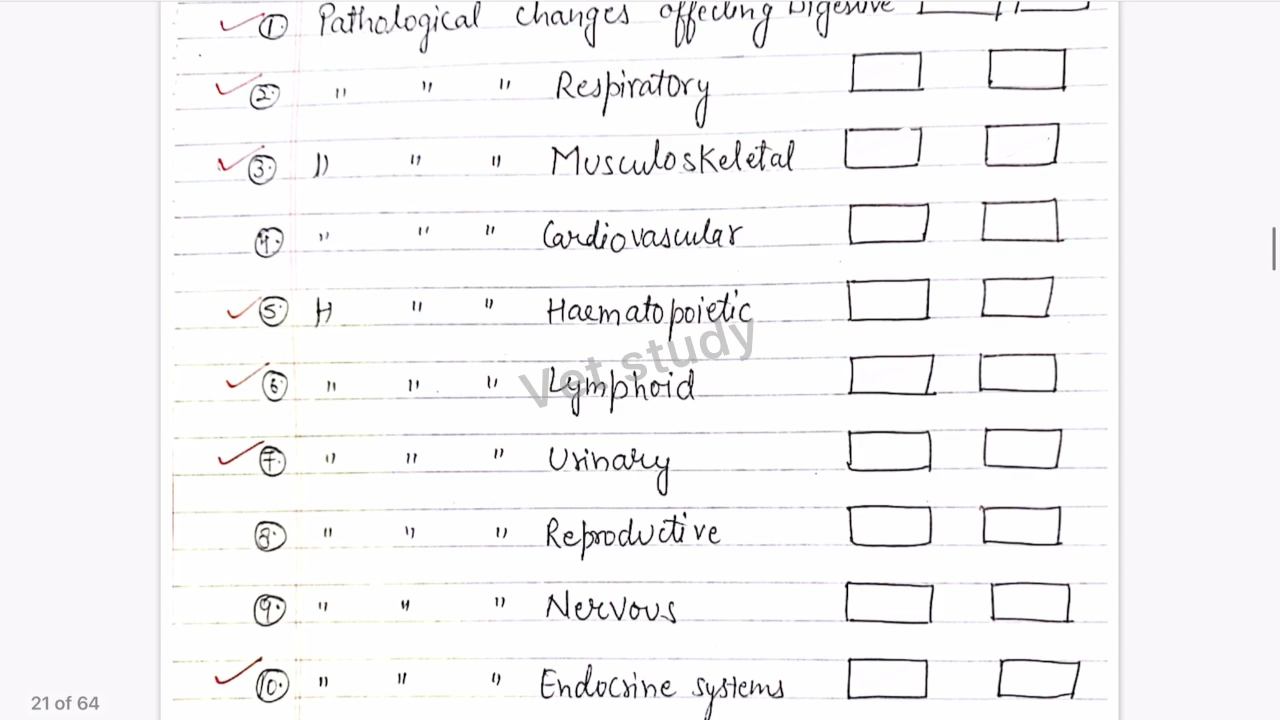 ① Pathological changes affecting Digestive
②. " " " Respiratory
③. " " " Musculoskeletal
④. " " " Cardiovascular
⑤. " " " Haematopoietic
⑥. " " " Lymphoid
⑦. " " " Urinary
⑧. " " " Reproductive
⑨. " " " Nervous
⑩. " " " Endocrine systems
Vet study
21 of 64